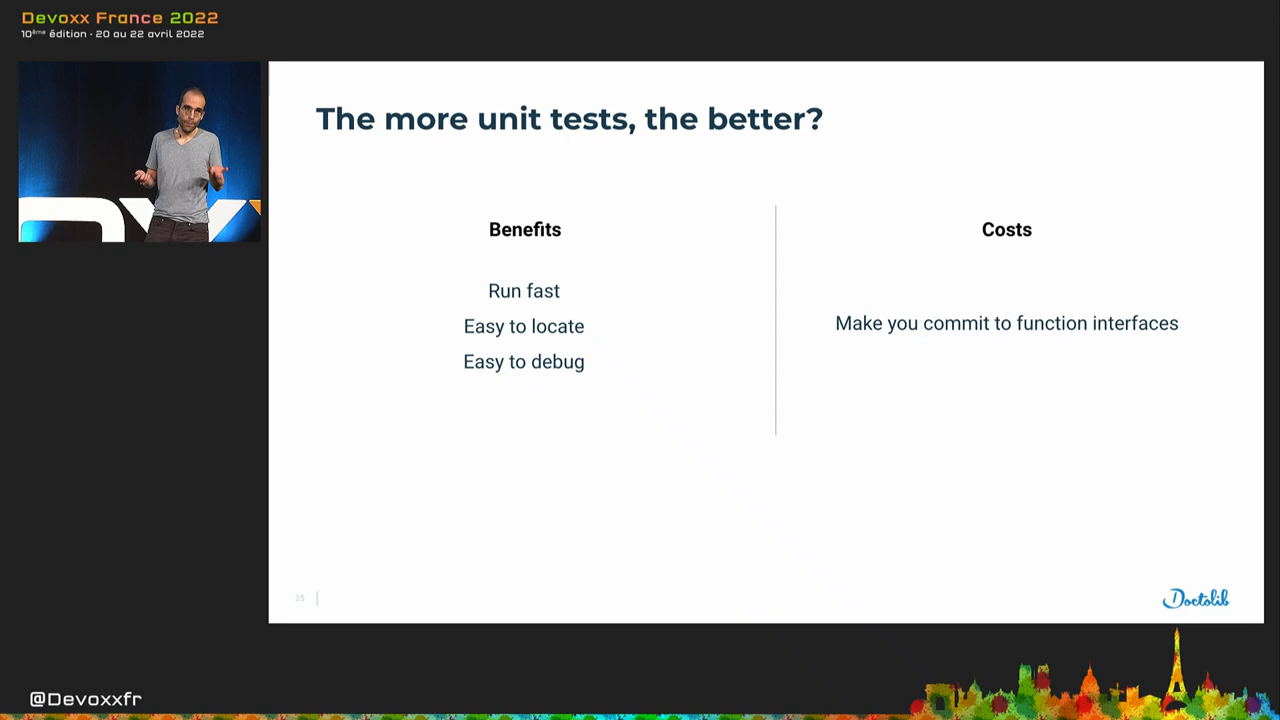 Devoxx France 2022
10ème édition - 20 au 22 avril 2022
The more unit tests, the better?
Benefits
Run fast
Easy to locate
Easy to debug
Costs
Make you commit to function interfaces
25
Doctolib
@Devoxxfr